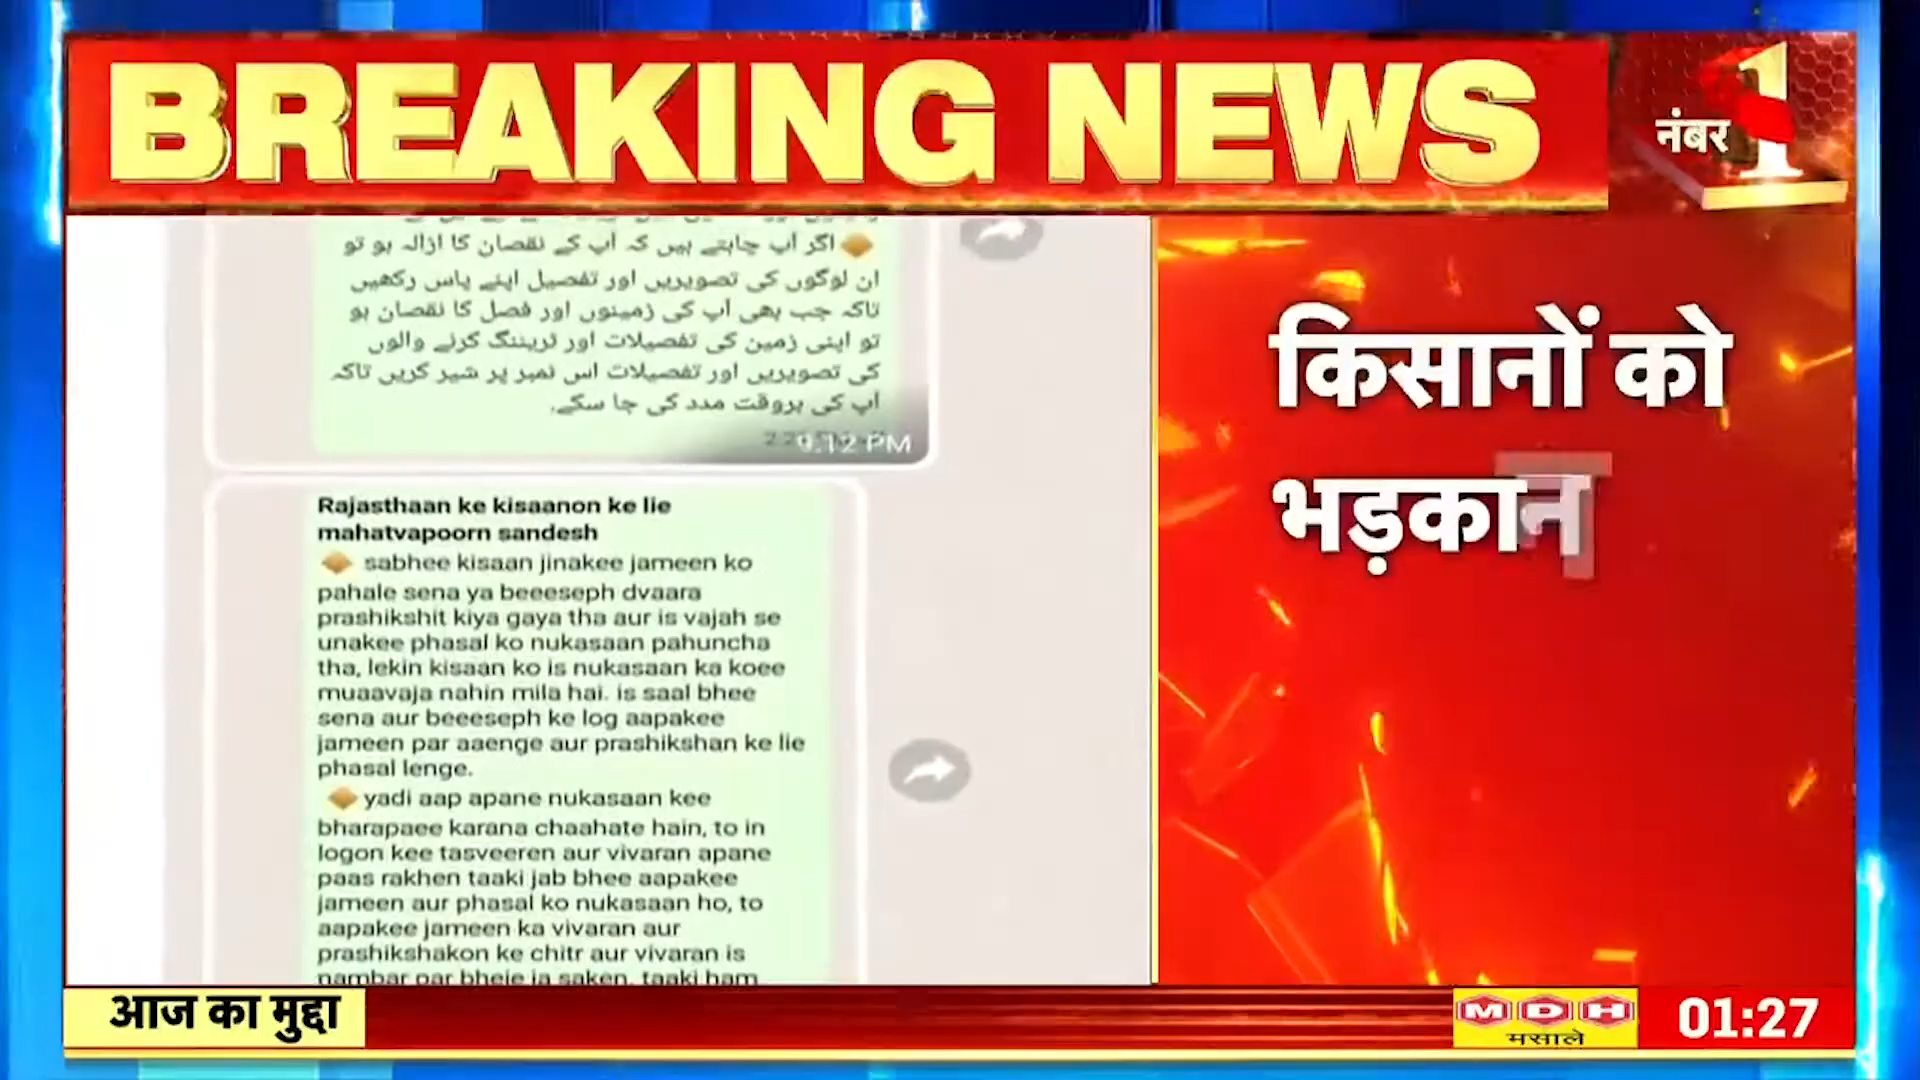 BREAKING NEWS
नंबर 1
اگر آپ چاہتے ہیں کہ آپ کے نقصان کا ازالہ ہو تو
ان لوگوں کی تصویریں اور تفصیل اپنے پاس رکھیں
تاکہ جب بھی آپ کی زمینوں اور فصل کا نقصان ہو
تو اپنی زمین کی تفصیلات اور ٹریننگ کرنے والوں
کی تصویریں اور تفصیلات اس نمبر پر شیر کریں تاکہ
آپ کی بروقت مدد کی جا سکے.
9:12 PM
Rajasthaan ke kisaanon ke lie
mahatvapoorn sandesh
sabhee kisaan jinakee jameen ko
pahale sena ya beeeseph dvaara
prashikshit kiya gaya tha aur is vajah se
unakee phasal ko nukasaan pahuncha
tha, lekin kisaan ko is nukasaan ka koee
muaavaja nahin mila hai. is saal bhee
sena aur beeeseph ke log aapakee
jameen par aaenge aur prashikshan ke lie
phasal lenge.
yadi aap apane nukasaan kee
bharapaee karana chaahate hain, to in
logon kee tasveeren aur vivaran apane
paas rakhen taaki jab bhee aapakee
jameen aur phasal ko nukasaan ho, to
aapakee jameen ka vivaran aur
prashikshakon ke chitr aur vivaran is
nambar par bheje ja saken, taaki ham
किसानों को
भड़कान
आज का मुद्दा
MDH
मसाले
01:27